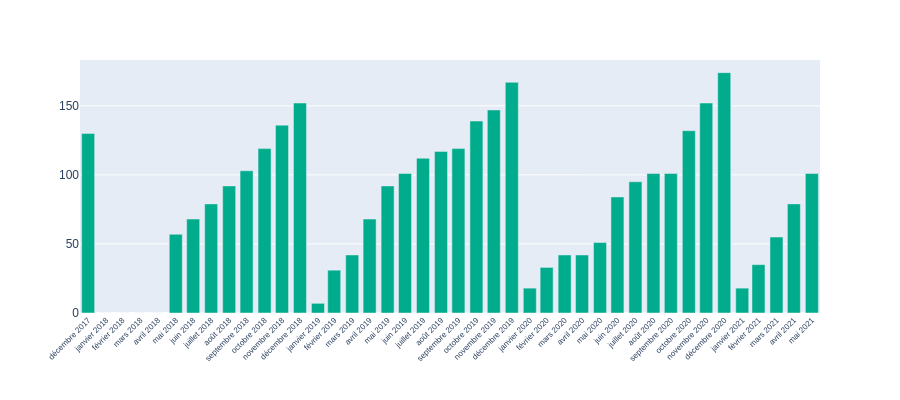 150
100
50
0
décembre 2017
janvier 2018
février 2018
mars 2018
avril 2018
mai 2018
juin 2018
juillet 2018
août 2018
septembre 2018
octobre 2018
novembre 2018
décembre 2018
janvier 2019
février 2019
mars 2019
avril 2019
mai 2019
juin 2019
juillet 2019
août 2019
septembre 2019
octobre 2019
novembre 2019
décembre 2019
janvier 2020
février 2020
mars 2020
avril 2020
mai 2020
juin 2020
juillet 2020
août 2020
septembre 2020
octobre 2020
novembre 2020
décembre 2020
janvier 2021
février 2021
mars 2021
avril 2021
mai 2021